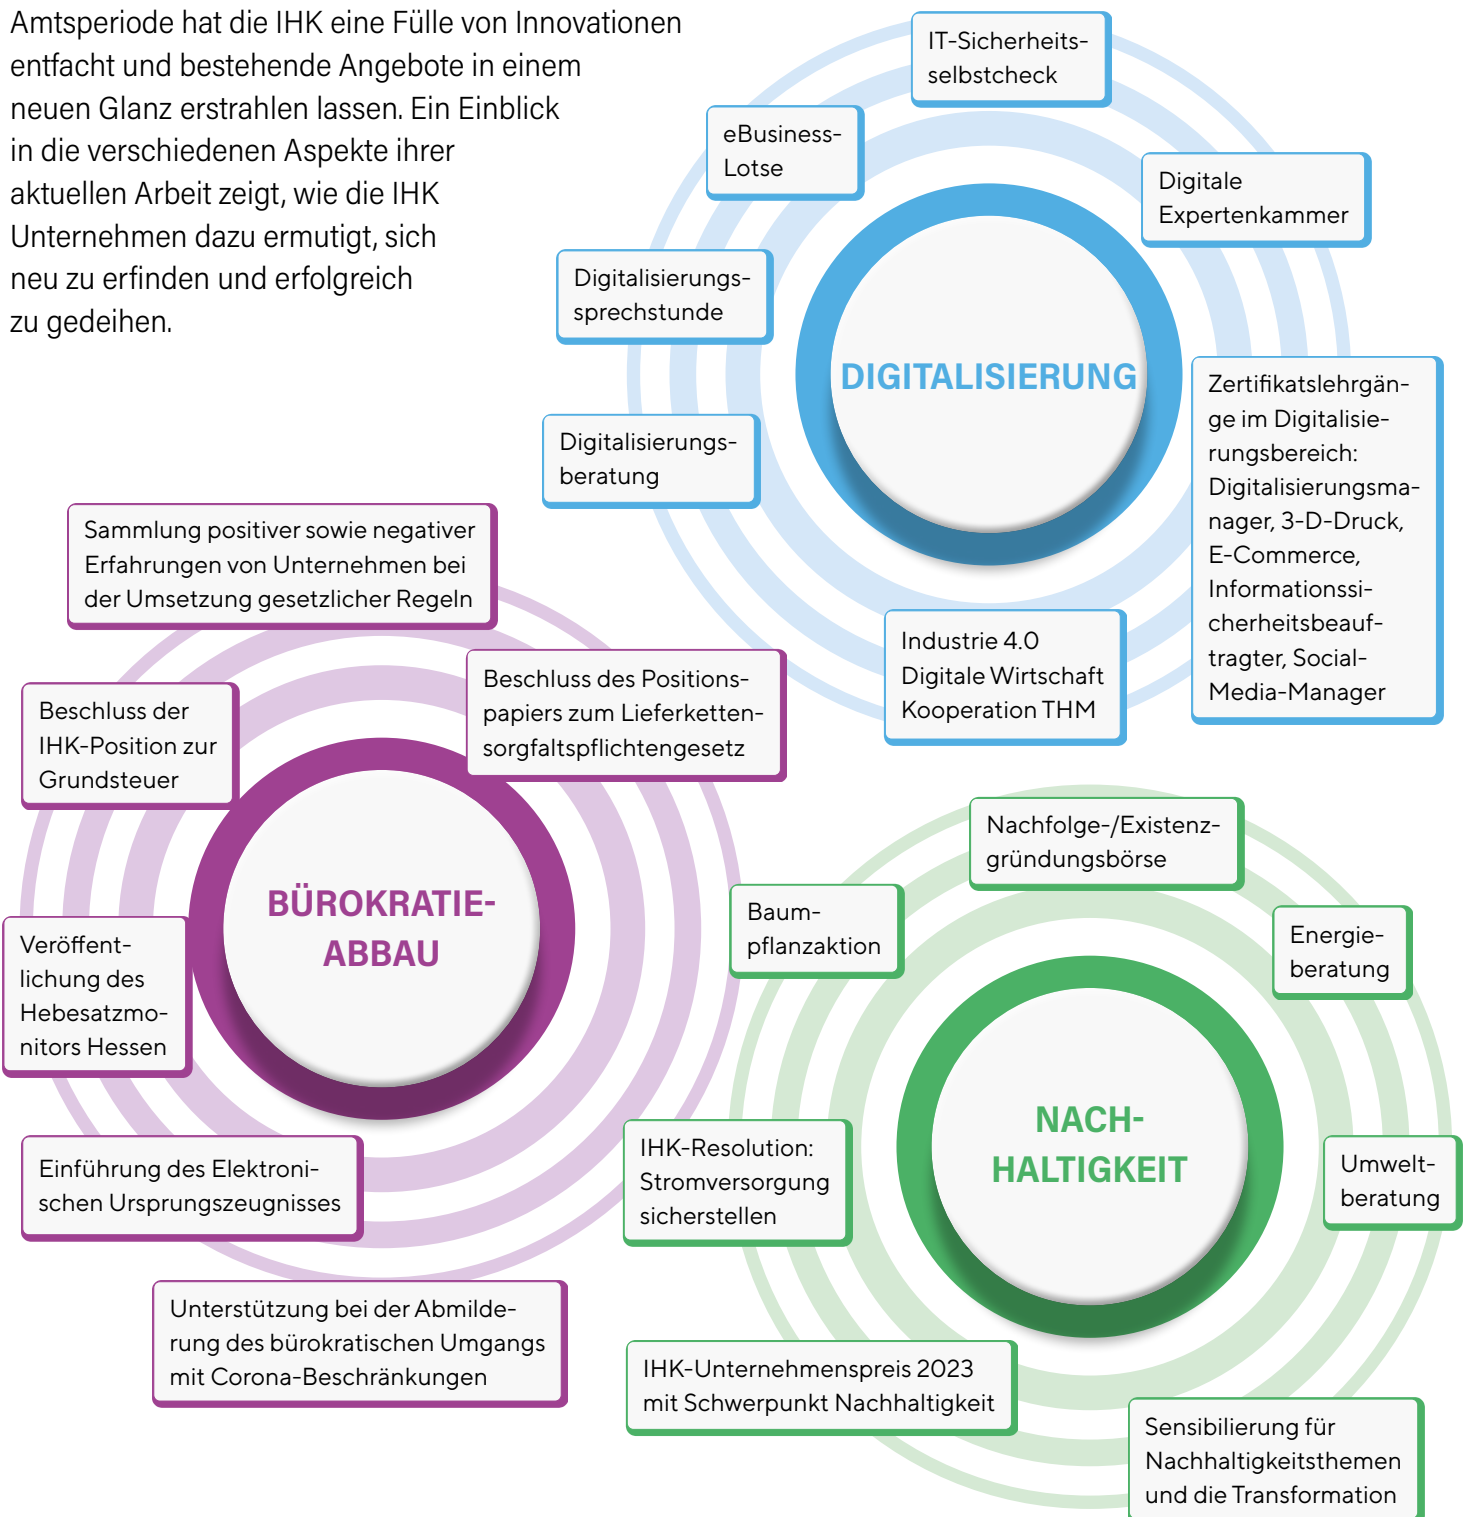 Amtsperiode hat die IHK eine Fülle von Innovationen
entfacht und bestehende Angebote in einem
neuen Glanz erstrahlen lassen. Ein Einblick
in die verschiedenen Aspekte ihrer
aktuellen Arbeit zeigt, wie die IHK
Unternehmen dazu ermutigt, sich
neu zu erfinden und erfolgreich
zu gedeihen.
IT-Sicherheits-
selbstcheck
eBusiness-
Lotse
Digitale
Expertenkammer
Digitalisierungs-
sprechstunde
DIGITALISIERUNG
Digitalisierungs-
beratung
Zertifikatslehrgän-
ge im Digitalisie-
rungsbereich:
Digitalisierungsma-
nager, 3-D-Druck,
E-Commerce,
Informationssi-
cherheitsbeauf-
tragter, Social-
Media-Manager
Industrie 4.0
Digitale Wirtschaft
Kooperation THM
Sammlung positiver sowie negativer
Erfahrungen von Unternehmen bei
der Umsetzung gesetzlicher Regeln
Beschluss des Positions-
papiers zum Lieferketten-
sorgfaltspflichtengesetz
Beschluss der
IHK-Position zur
Grundsteuer
BÜROKRATIE-
ABBAU
Veröffent-
lichung des
Hebesatzmo-
nitors Hessen
Einführung des Elektroni-
schen Ursprungszeugnisses
Unterstützung bei der Abmilde-
rung des bürokratischen Umgangs
mit Corona-Beschränkungen
Nachfolge-/Existenz-
gründungsbörse
Baum-
pflanzaktion
Energie-
beratung
NACH-
HALTIGKEIT
IHK-Resolution:
Stromversorgung
sicherstellen
Umwelt-
beratung
IHK-Unternehmenspreis 2023
mit Schwerpunkt Nachhaltigkeit
Sensibilierung für
Nachhaltigkeitsthemen
und die Transformation